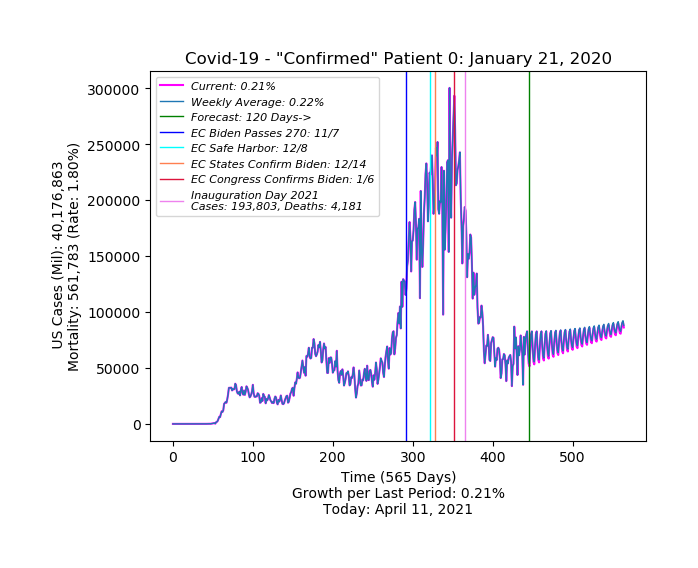 Covid-19 - "Confirmed" Patient 0: January 21, 2020
Current: 0.21%
Weekly Average: 0.22%
Forecast: 120 Days->
EC Biden Passes 270: 11/7
EC Safe Harbor: 12/8
EC States Confirm Biden: 12/14
EC Congress Confirms Biden: 1/6
Inauguration Day 2021
Cases: 193,803, Deaths: 4,181
300000
250000
200000
150000
100000
50000
0
US Cases (Mil): 40,176,863
Mortality: 561,783 (Rate: 1.80%)
0 100 200 300 400 500
Time (565 Days)
Growth per Last Period: 0.21%
Today: April 11, 2021